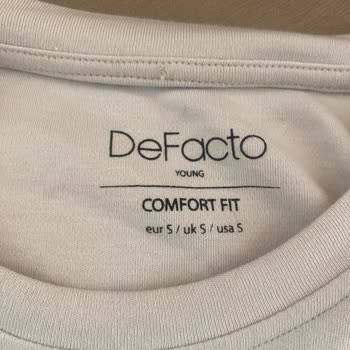 DeFacto
YOUNG
COMFORT FIT
eur S / uk S / usa S